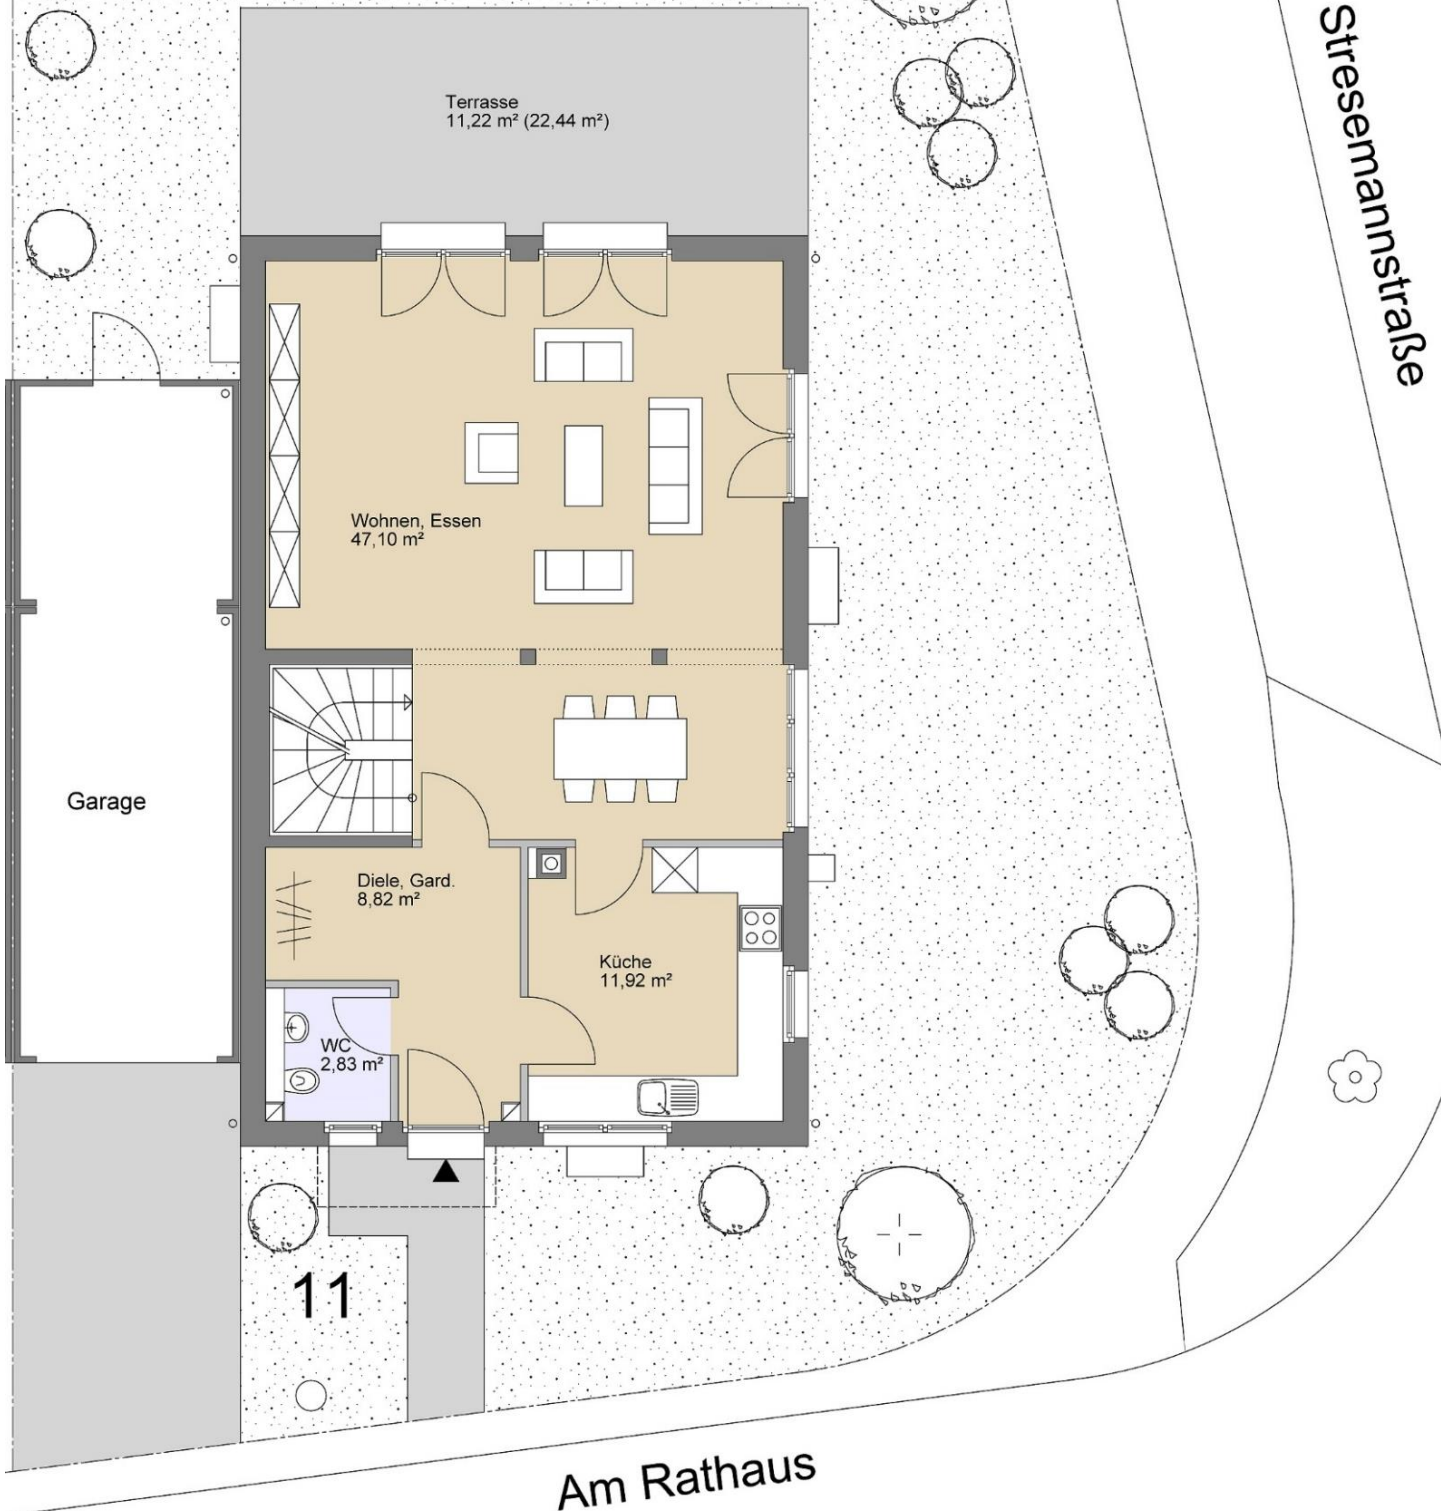 Stresemannstraße
Terrasse
11,22 m² (22,44 m²)
Wohnen, Essen
47,10 m²
Garage
Diele, Gard.
8,82 m²
Küche
11,92 m²
WC
2,83 m²
11
Am Rathaus